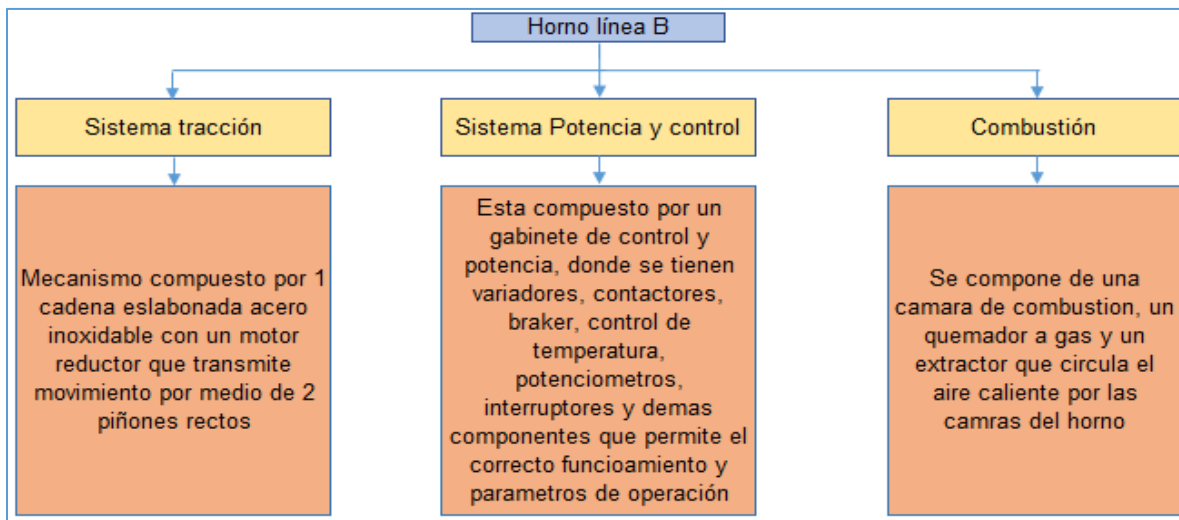 Horno línea B
Sistema tracción
Sistema Potencia y control
Combustión
Mecanismo compuesto por 1
cadena eslabonada acero
inoxidable con un motor
reductor que transmite
movimiento por medio de 2
piñones rectos
Esta compuesto por un
gabinete de control y
potencia, donde se tienen
variadores, contactores,
braker, control de
temperatura,
potenciometros,
interruptores y demas
componentes que permite el
correcto funcioamiento y
parametros de operación
Se compone de una
camara de combustion, un
quemador a gas y un
extractor que circula el
aire caliente por las
camras del horno